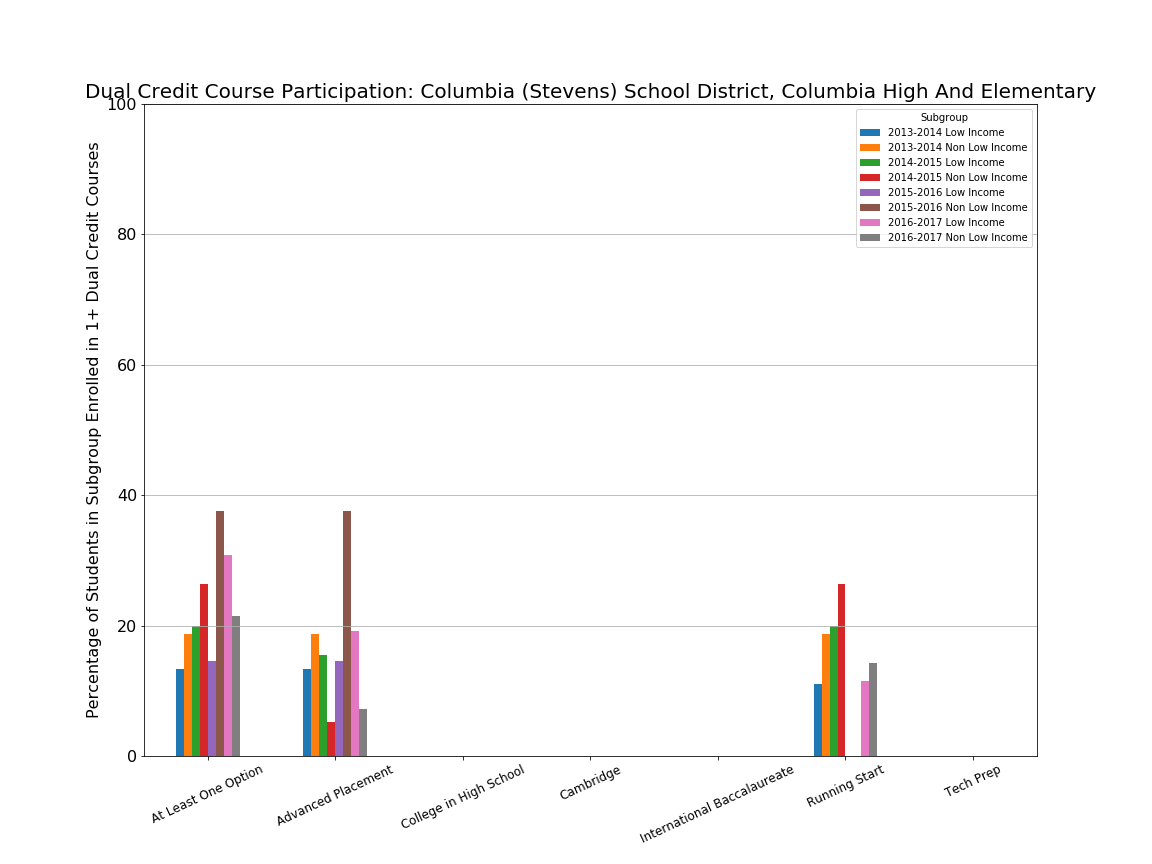 Dual Credit Course Participation: Columbia (Stevens) School District, Columbia High And Elementary
Percentage of Students in Subgroup Enrolled in 1+ Dual Credit Courses
100
80
60
40
20
0
Subgroup
2013-2014 Low Income
2013-2014 Non Low Income
2014-2015 Low Income
2014-2015 Non Low Income
2015-2016 Low Income
2015-2016 Non Low Income
2016-2017 Low Income
2016-2017 Non Low Income
At Least One Option
Advanced Placement
College in High School
Cambridge
International Baccalaureate
Running Start
Tech Prep